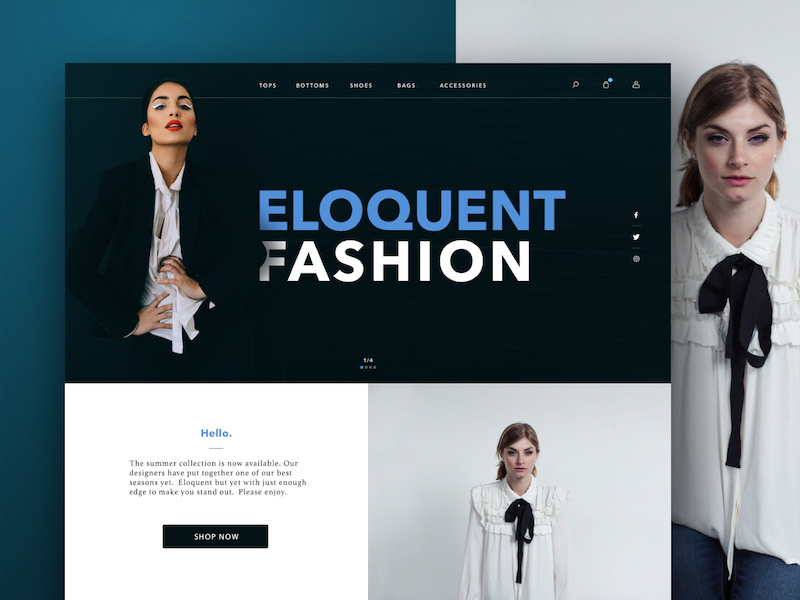 TOPS BOTTOMS SHOES BAGS ACCESSORIES
ELOQUENT
FASHION
1/4
Hello.
The summer collection is now available. Our
designers have put together one of our best
seasons yet. Eloquent but yet with just enough
edge to make you stand out. Please enjoy.
SHOP NOW